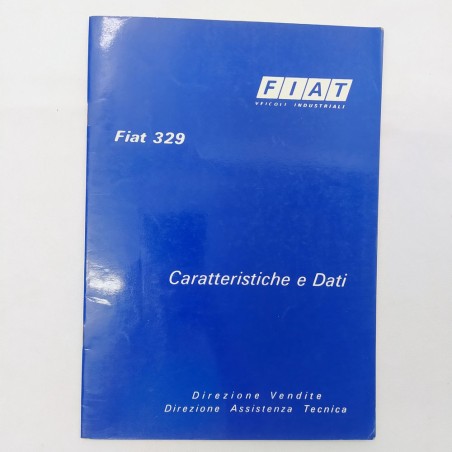 FIAT
VEICOLI INDUSTRIALI
Fiat 329
Caratteristiche e Dati
Direzione Vendite
Direzione Assistenza Tecnica